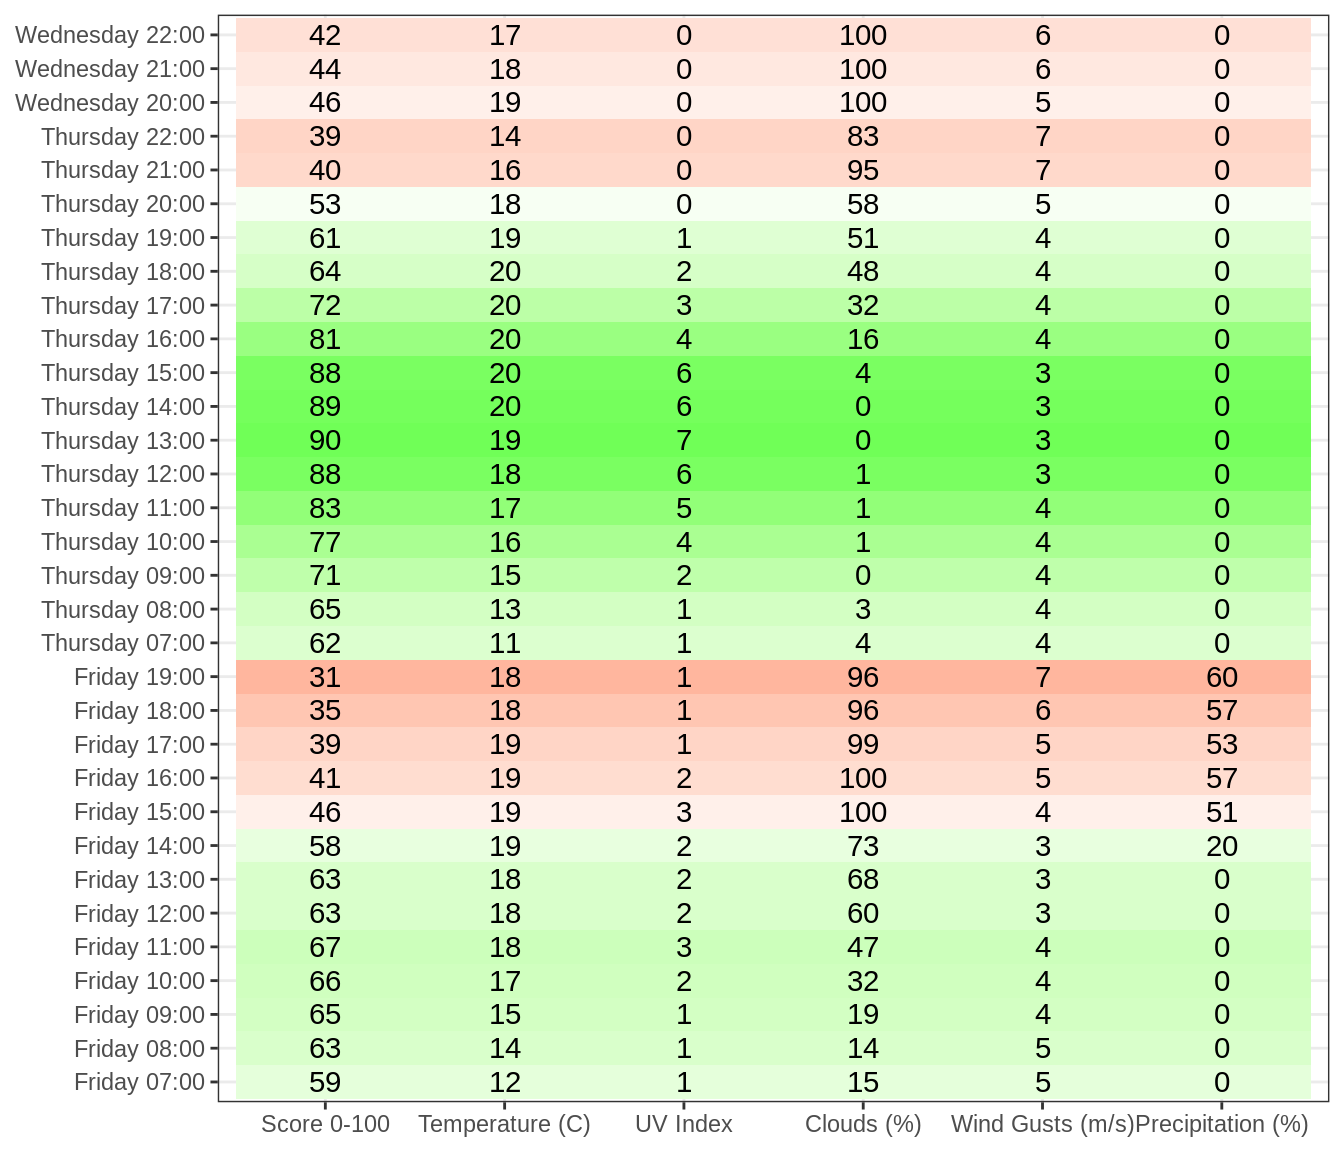 Wednesday 22:00 42 17 0 100 6 0
Wednesday 21:00 44 18 0 100 6 0
Wednesday 20:00 46 19 0 100 5 0
Thursday 22:00 39 14 0 83 7 0
Thursday 21:00 40 16 0 95 7 0
Thursday 20:00 53 18 0 58 5 0
Thursday 19:00 61 19 1 51 4 0
Thursday 18:00 64 20 2 48 4 0
Thursday 17:00 72 20 3 32 4 0
Thursday 16:00 81 20 4 16 4 0
Thursday 15:00 88 20 6 4 3 0
Thursday 14:00 89 20 6 0 3 0
Thursday 13:00 90 19 7 0 3 0
Thursday 12:00 88 18 6 1 3 0
Thursday 11:00 83 17 5 1 4 0
Thursday 10:00 77 16 4 1 4 0
Thursday 09:00 71 15 2 0 4 0
Thursday 08:00 65 13 1 3 4 0
Thursday 07:00 62 11 1 4 4 0
Friday 19:00 31 18 1 96 7 60
Friday 18:00 35 18 1 96 6 57
Friday 17:00 39 19 1 99 5 53
Friday 16:00 41 19 2 100 5 57
Friday 15:00 46 19 3 100 4 51
Friday 14:00 58 19 2 73 3 20
Friday 13:00 63 18 2 68 3 0
Friday 12:00 63 18 2 60 3 0
Friday 11:00 67 18 3 47 4 0
Friday 10:00 66 17 2 32 4 0
Friday 09:00 65 15 1 19 4 0
Friday 08:00 63 14 1 14 5 0
Friday 07:00 59 12 1 15 5 0
Score 0-100 Temperature (C) UV Index Clouds (%) Wind Gusts (m/s) Precipitation (%)